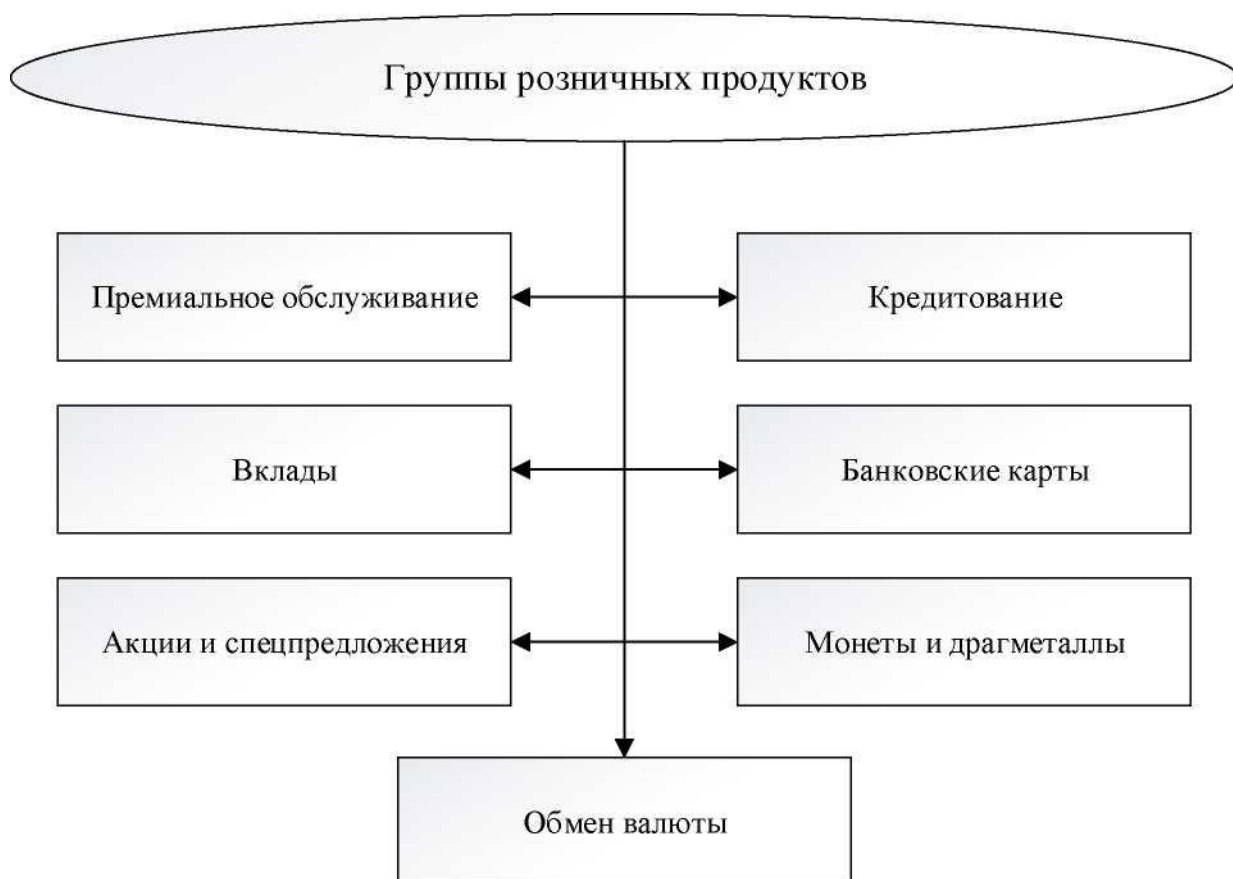 Группы розничных продуктов
Премиальное обслуживание
Кредитование
Вклады
Банковские карты
Акции и спецпредложения
Монеты и драгметаллы
Обмен валюты